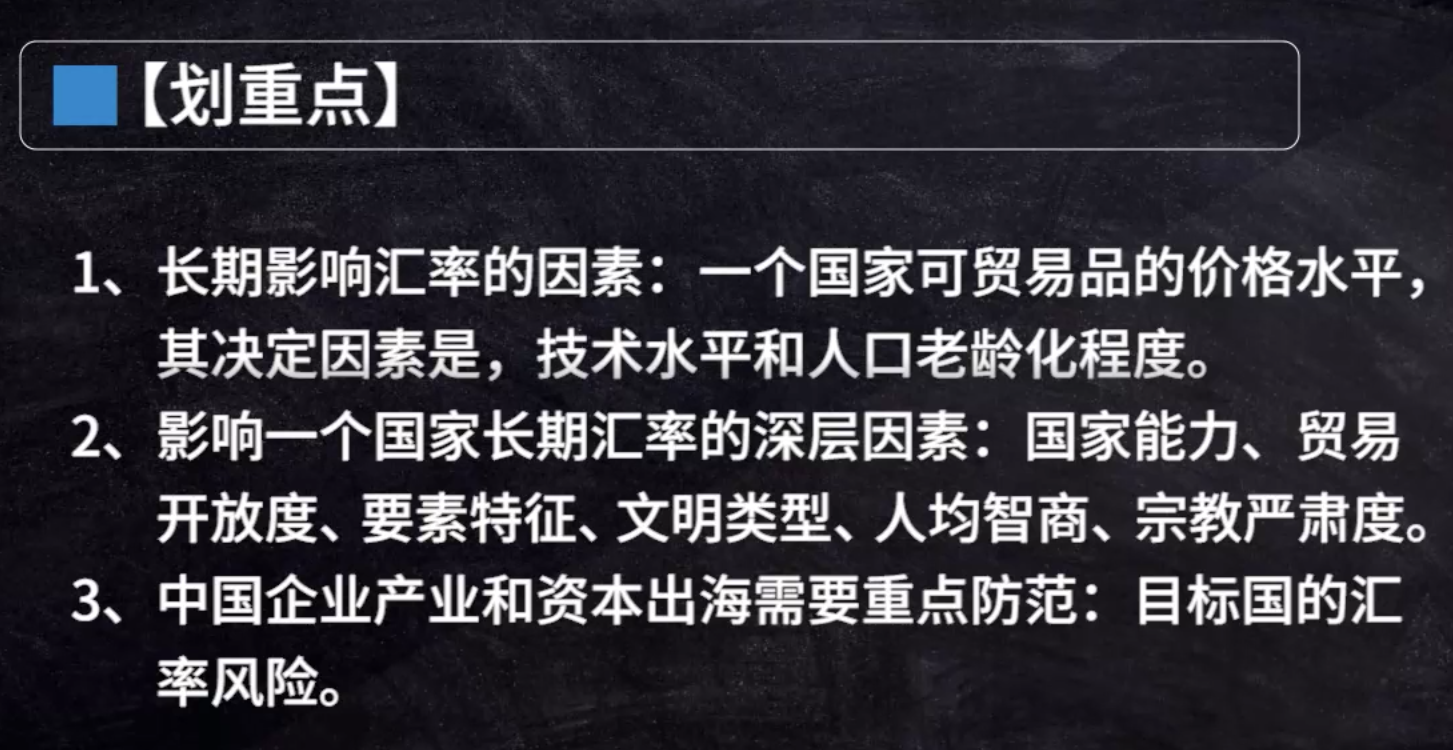 【划重点】
1、长期影响汇率的因素：一个国家可贸易品的价格水平，
其决定因素是，技术水平和人口老龄化程度。
2、影响一个国家长期汇率的深层因素：国家能力、贸易
开放度、要素特征、文明类型、人均智商、宗教严肃度。
3、中国企业产业和资本出海需要重点防范：目标国的汇
率风险。